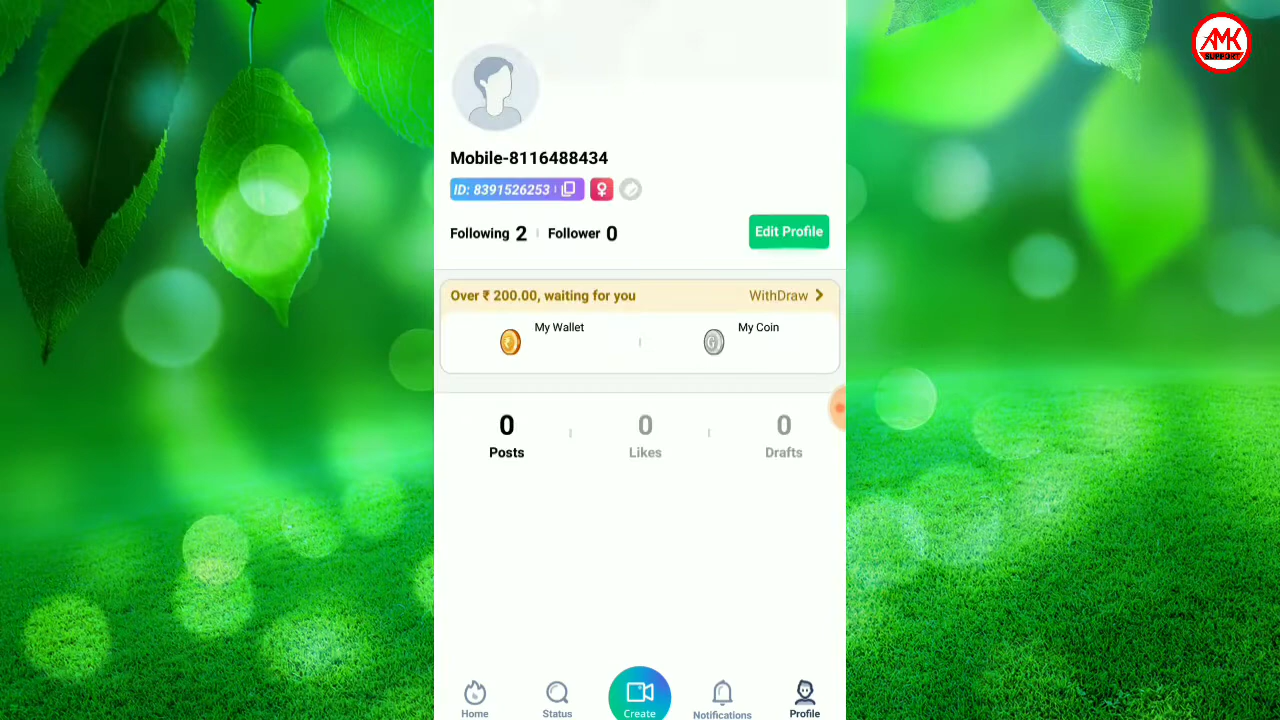 AMK
SUPPORT
Mobile-8116488434
ID: 8391526253
Following 2 Follower 0
Edit Profile
Over ₹ 200.00, waiting for you
WithDraw
My Wallet
My Coin
0 0 0
Posts Likes Drafts
Home Status Create Notifications Profile